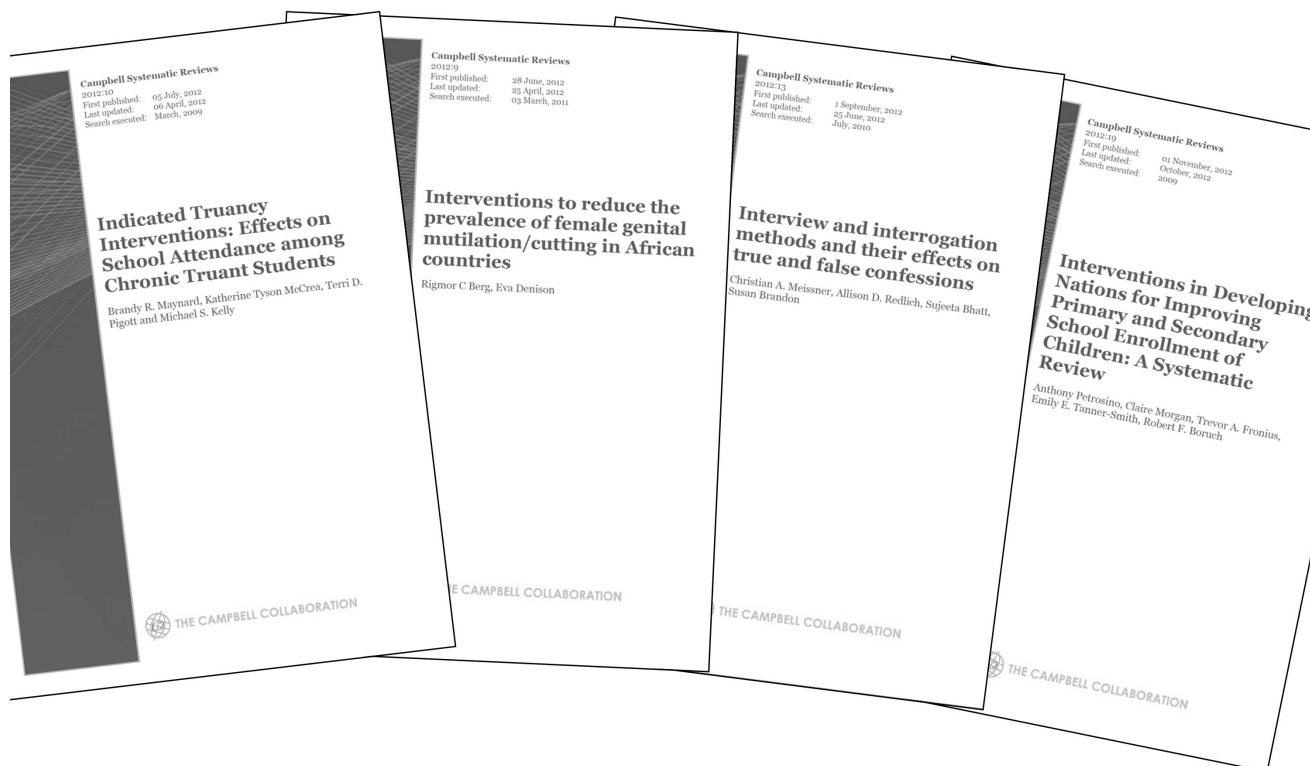 Campbell Systematic Reviews
2012:10
First published: 05 July, 2012
Last updated: 06 April, 2012
Search executed: March, 2009
Indicated Truancy
Interventions: Effects on
School Attendance among
Chronic Truant Students
Brandy R. Maynard, Katherine Tyson McCrea, Terri D.
Pigott and Michael S. Kelly
THE CAMPBELL COLLABORATION
Campbell Systematic Reviews
2012:9
First published: 28 June, 2012
Last updated: 25 April, 2012
Search executed: 03 March, 2011
Interventions to reduce the
prevalence of female genital
mutilation/cutting in African
countries
Rigmor C Berg, Eva Denison
E CAMPBELL COLLABORATION
Campbell Systematic Reviews
2012:13
First published: 1 September, 2012
Last updated: 25 June, 2012
Search executed: July, 2010
Interview and interrogation
methods and their effects on
true and false confessions
Christian A. Meissner, Allison D. Redlich, Sujeeta Bhatt,
Susan Brandon
THE CAMPBELL COLLABORATION
Campbell Systematic Reviews
2012:19
First published: 01 November, 2012
Last updated: October, 2012
Search executed: 2009
Interventions in Developing
Nations for Improving
Primary and Secondary
School Enrollment of
Children: A Systematic
Review
Anthony Petrosino, Claire Morgan, Trevor A. Fronius,
Emily E. Tanner-Smith, Robert F. Boruch
THE CAMPBELL COLLABORATION